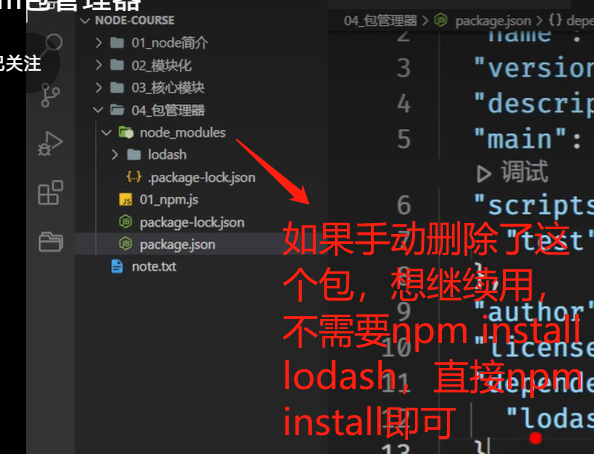 包管理器
已关注
NODE-COURSE
01_node简介
02_模块化
03_核心模块
04_包管理器
node_modules
lodash
{..} .package-lock.json
JS 01_npm.js
package-lock.json
package.json
note.txt
04_包管理器 > package.json > {} depe
2 "name":
3 "version
4 "descrip
5 "main":
调试
6 "scripts
7 "test"
8 },
9 "author"
10 "license
11 "depende
12 "lodas
13 }
如果手动删除了这
个包，想继续用，
不需要npm install
lodash，直接npm
install即可